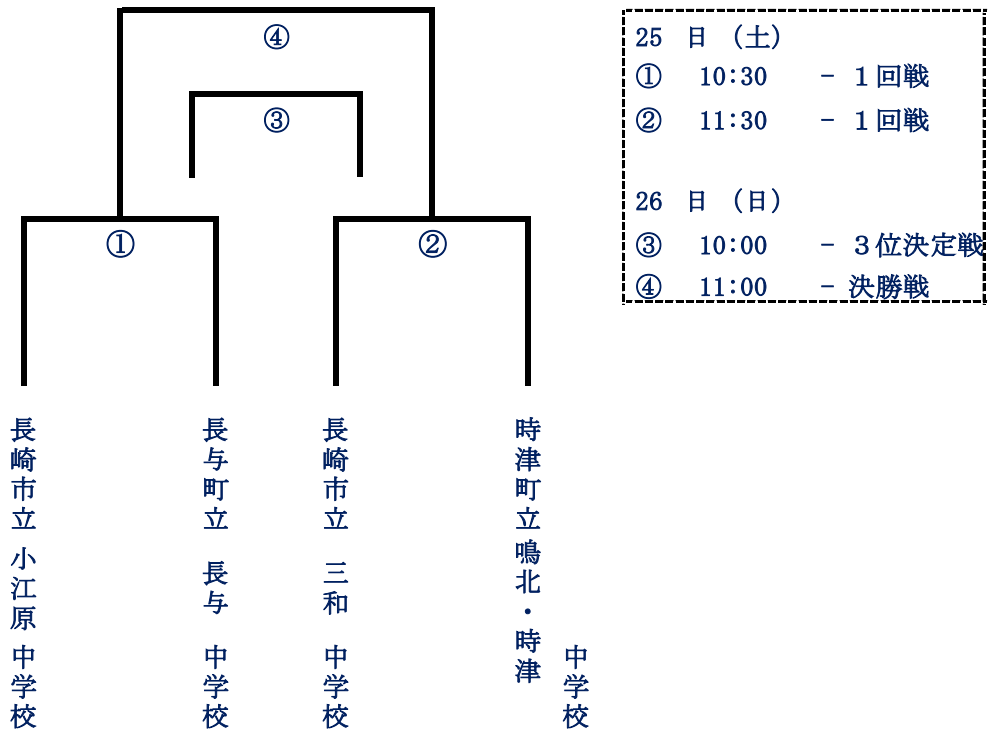 ④
③
①
②
25 日 （土）
① 10:30 － １回戦
② 11:30 － １回戦
26 日 （日）
③ 10:00 － ３位決定戦
④ 11:00 － 決勝戦
長崎市立 小江原 中学校
長与町立 長与 中学校
長崎市立 三和 中学校
時津町立 鳴北・時津 中学校